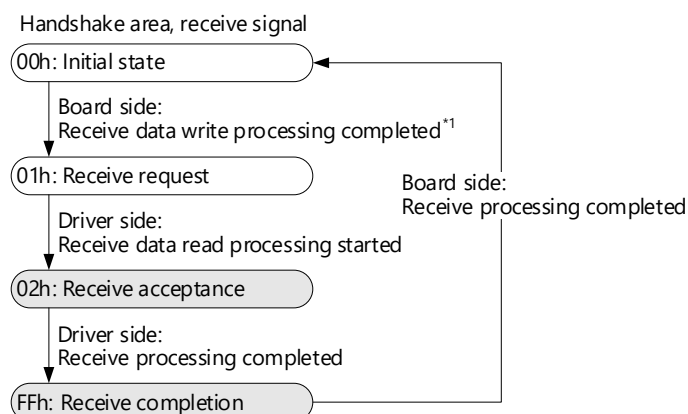 Handshake area, receive signal
00h: Initial state
Board side:
Receive data write processing completed*1
01h: Receive request
Board side:
Receive processing completed
Driver side:
Receive data read processing started
02h: Receive acceptance
Driver side:
Receive processing completed
FFh: Receive completion